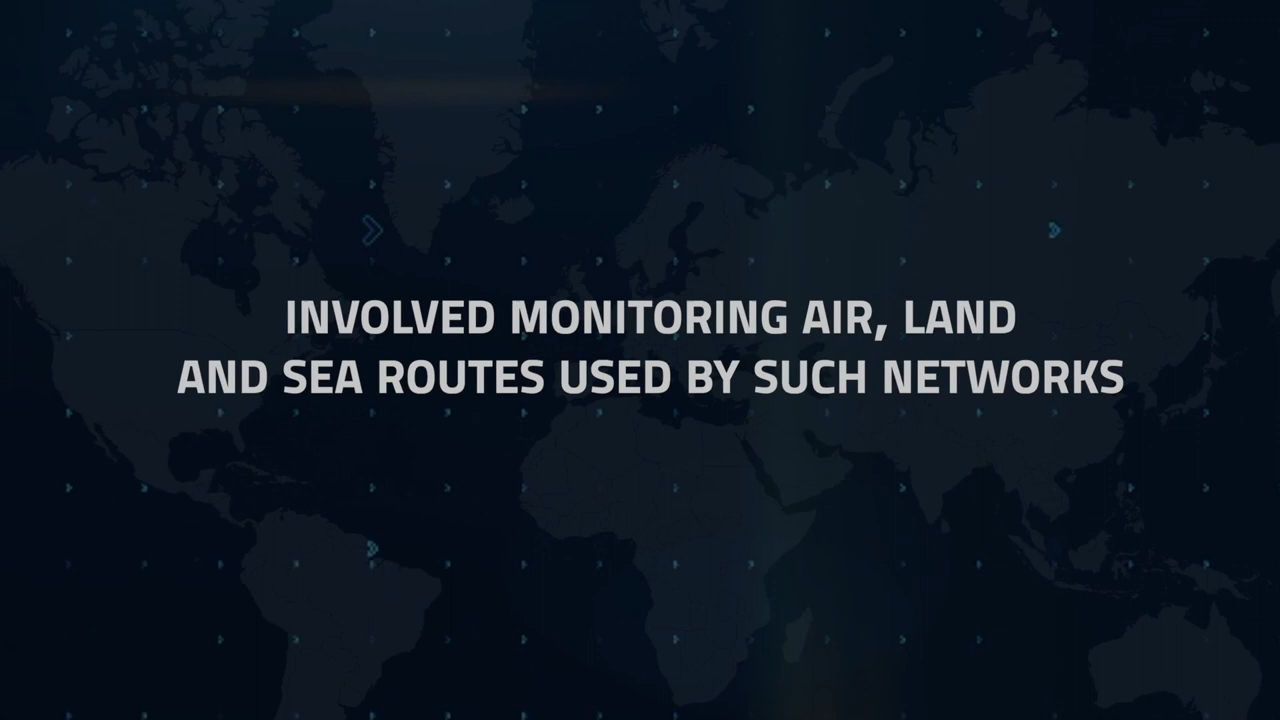 INVOLVED MONITORING AIR, LAND
AND SEA ROUTES USED BY SUCH NETWORKS